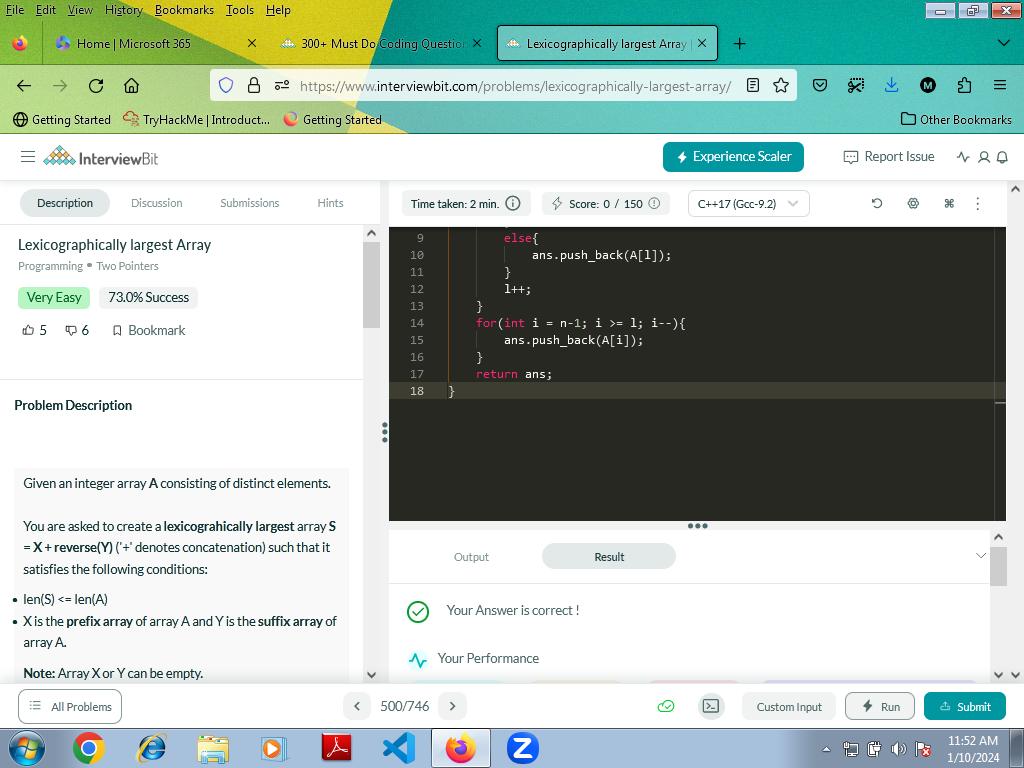 File Edit View History Bookmarks Tools Help
Home | Microsoft 365
300+ Must Do Coding Question
Lexicographically largest Array |
https://www.interviewbit.com/problems/lexicographically-largest-array/
M
Getting Started
TryHackMe | Introduct...
Getting Started
Other Bookmarks
InterviewBit
Experience Scaler
Report Issue
Description
Discussion
Submissions
Hints
Time taken: 2 min.
Score: 0 / 150
C++17 (Gcc-9.2)
Lexicographically largest Array
Programming • Two Pointers
Very Easy
73.0% Success
5
6
Bookmark
Problem Description
Given an integer array A consisting of distinct elements.
You are asked to create a lexicograhically largest array S
= X + reverse(Y) ('+' denotes concatenation) such that it
satisfies the following conditions:
• len(S) <= len(A)
• X is the prefix array of array A and Y is the suffix array of
array A.
Note: Array X or Y can be empty.
9 else{
10 ans.push_back(A[l]);
11 }
12 l++;
13 }
14 for(int i = n-1; i >= l; i--){
15 ans.push_back(A[i]);
16 }
17 return ans;
18 }
Output
Result
Your Answer is correct !
Your Performance
All Problems
500/746
Custom Input
Run
Submit
Z
11:52 AM
1/10/2024